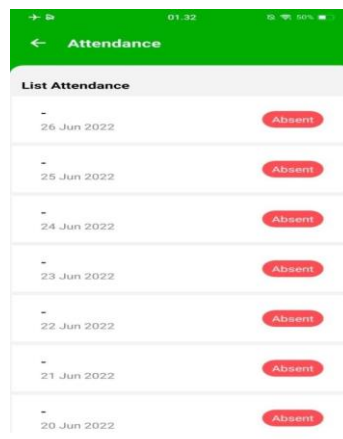 01.32 50%
← Attendance
List Attendance
-
Absent
26 Jun 2022
-
Absent
25 Jun 2022
-
Absent
24 Jun 2022
-
Absent
23 Jun 2022
-
Absent
22 Jun 2022
-
Absent
21 Jun 2022
-
Absent
20 Jun 2022